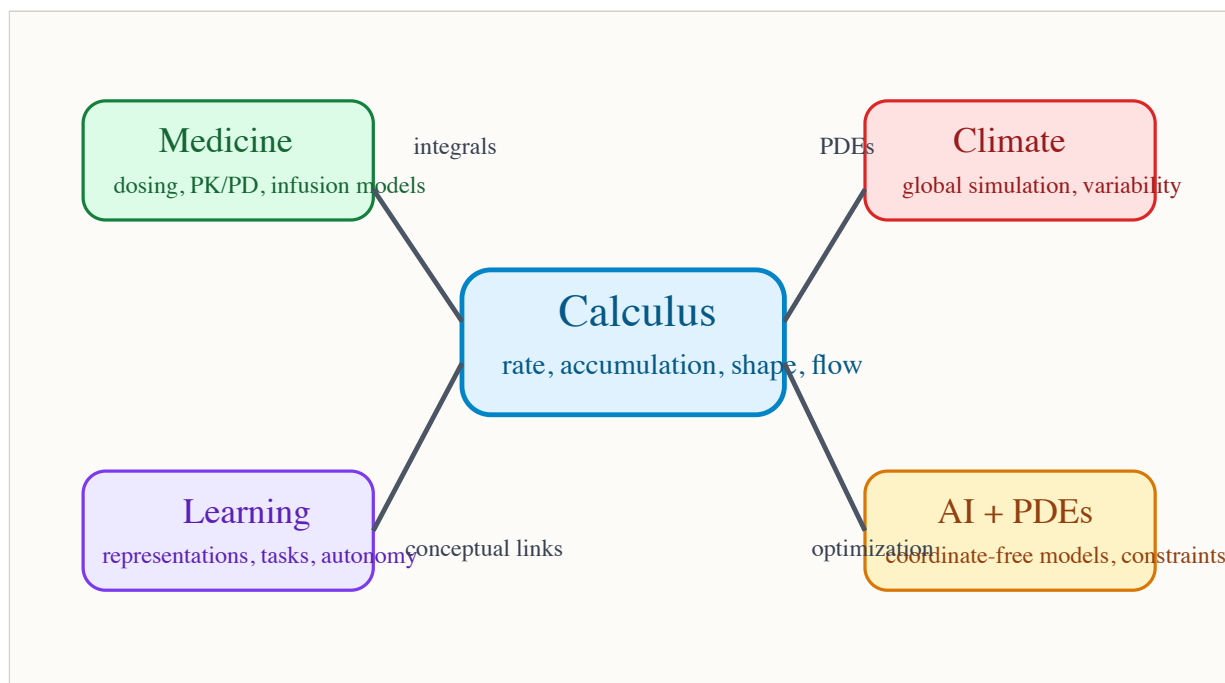 Medicine
dosing, PK/PD, infusion models
integrals
PDEs
Climate
global simulation, variability
Calculus
rate, accumulation, shape, flow
Learning
representations, tasks, autonomy
conceptual links
optimization
AI + PDEs
coordinate-free models, constraints